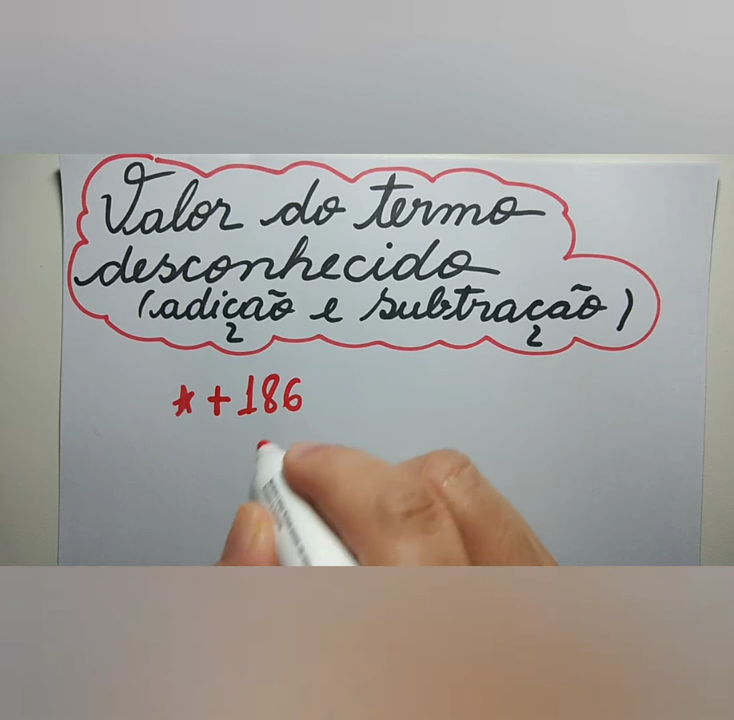 Valor do termo
desconhecido
(adição e subtração)
★ + 186